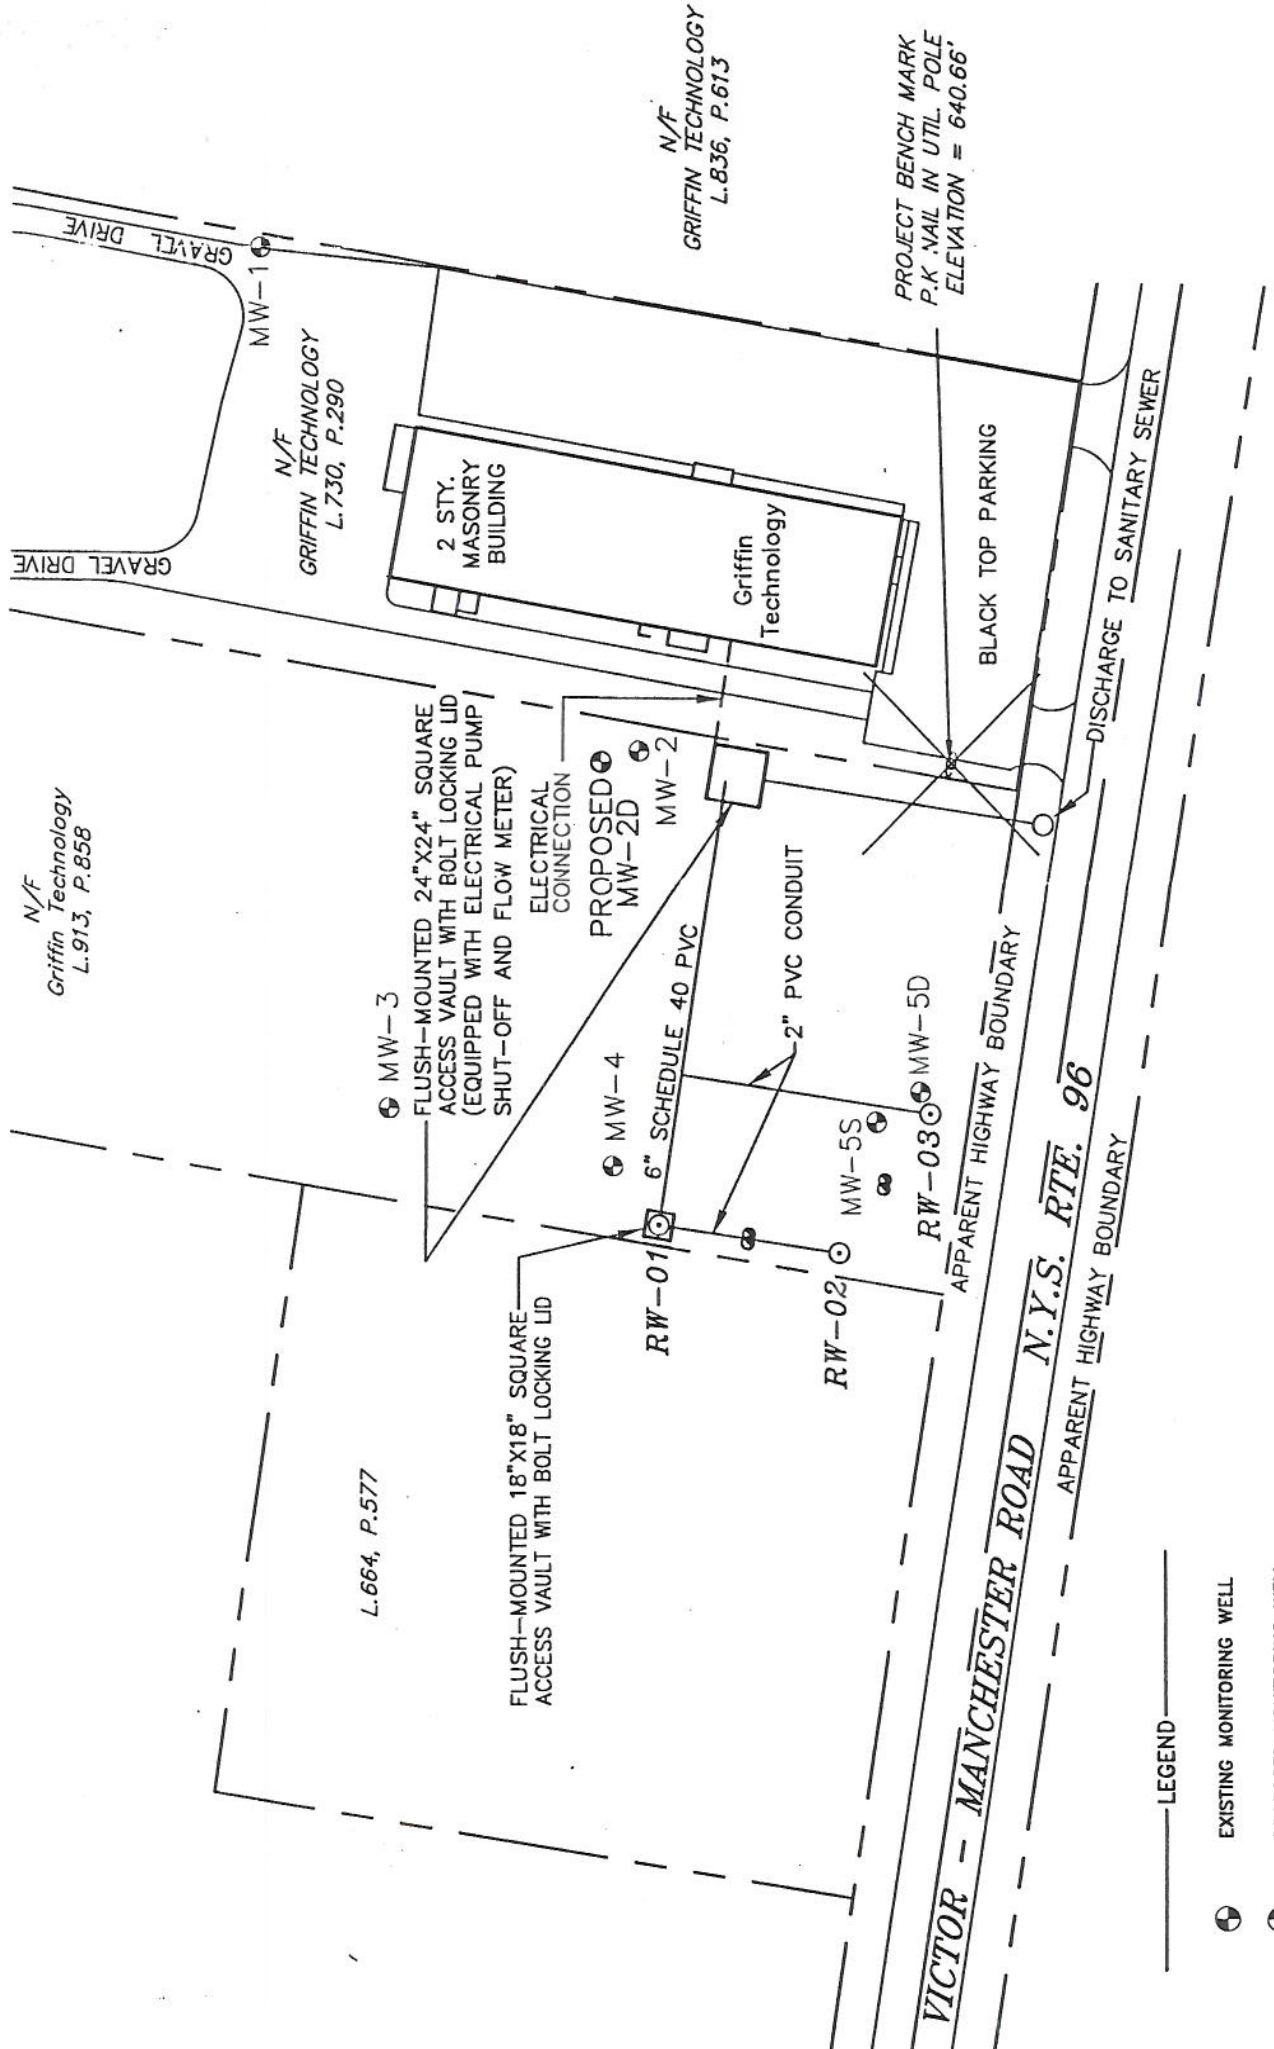 N/F
Griffin Technology
L.913, P.858
N/F
GRIFFIN TECHNOLOGY
L.730, P.290
N/F
GRIFFIN TECHNOLOGY
L.836, P.613
GRAVEL DRIVE
GRAVEL DRIVE
MW-1
2 STY.
MASONRY
BUILDING
Griffin
Technology
PROJECT BENCH MARK
P.K NAIL IN UTIL. POLE
ELEVATION = 640.66'
BLACK TOP PARKING
DISCHARGE TO SANITARY SEWER
MW-3
FLUSH-MOUNTED 24"X24" SQUARE
ACCESS VAULT WITH BOLT LOCKING LID
(EQUIPPED WITH ELECTRICAL PUMP
SHUT-OFF AND FLOW METER)
ELECTRICAL
CONNECTION
PROPOSED
MW-2D
MW-2
MW-4
6" SCHEDULE 40 PVC
2" PVC CONDUIT
MW-5S
MW-5D
RW-01
RW-02
RW-03
L.664, P.577
FLUSH-MOUNTED 18"X18" SQUARE
ACCESS VAULT WITH BOLT LOCKING LID
APPARENT HIGHWAY BOUNDARY
VICTOR - MANCHESTER ROAD N.Y.S. RTE. 96
APPARENT HIGHWAY BOUNDARY
LEGEND
EXISTING MONITORING WELL